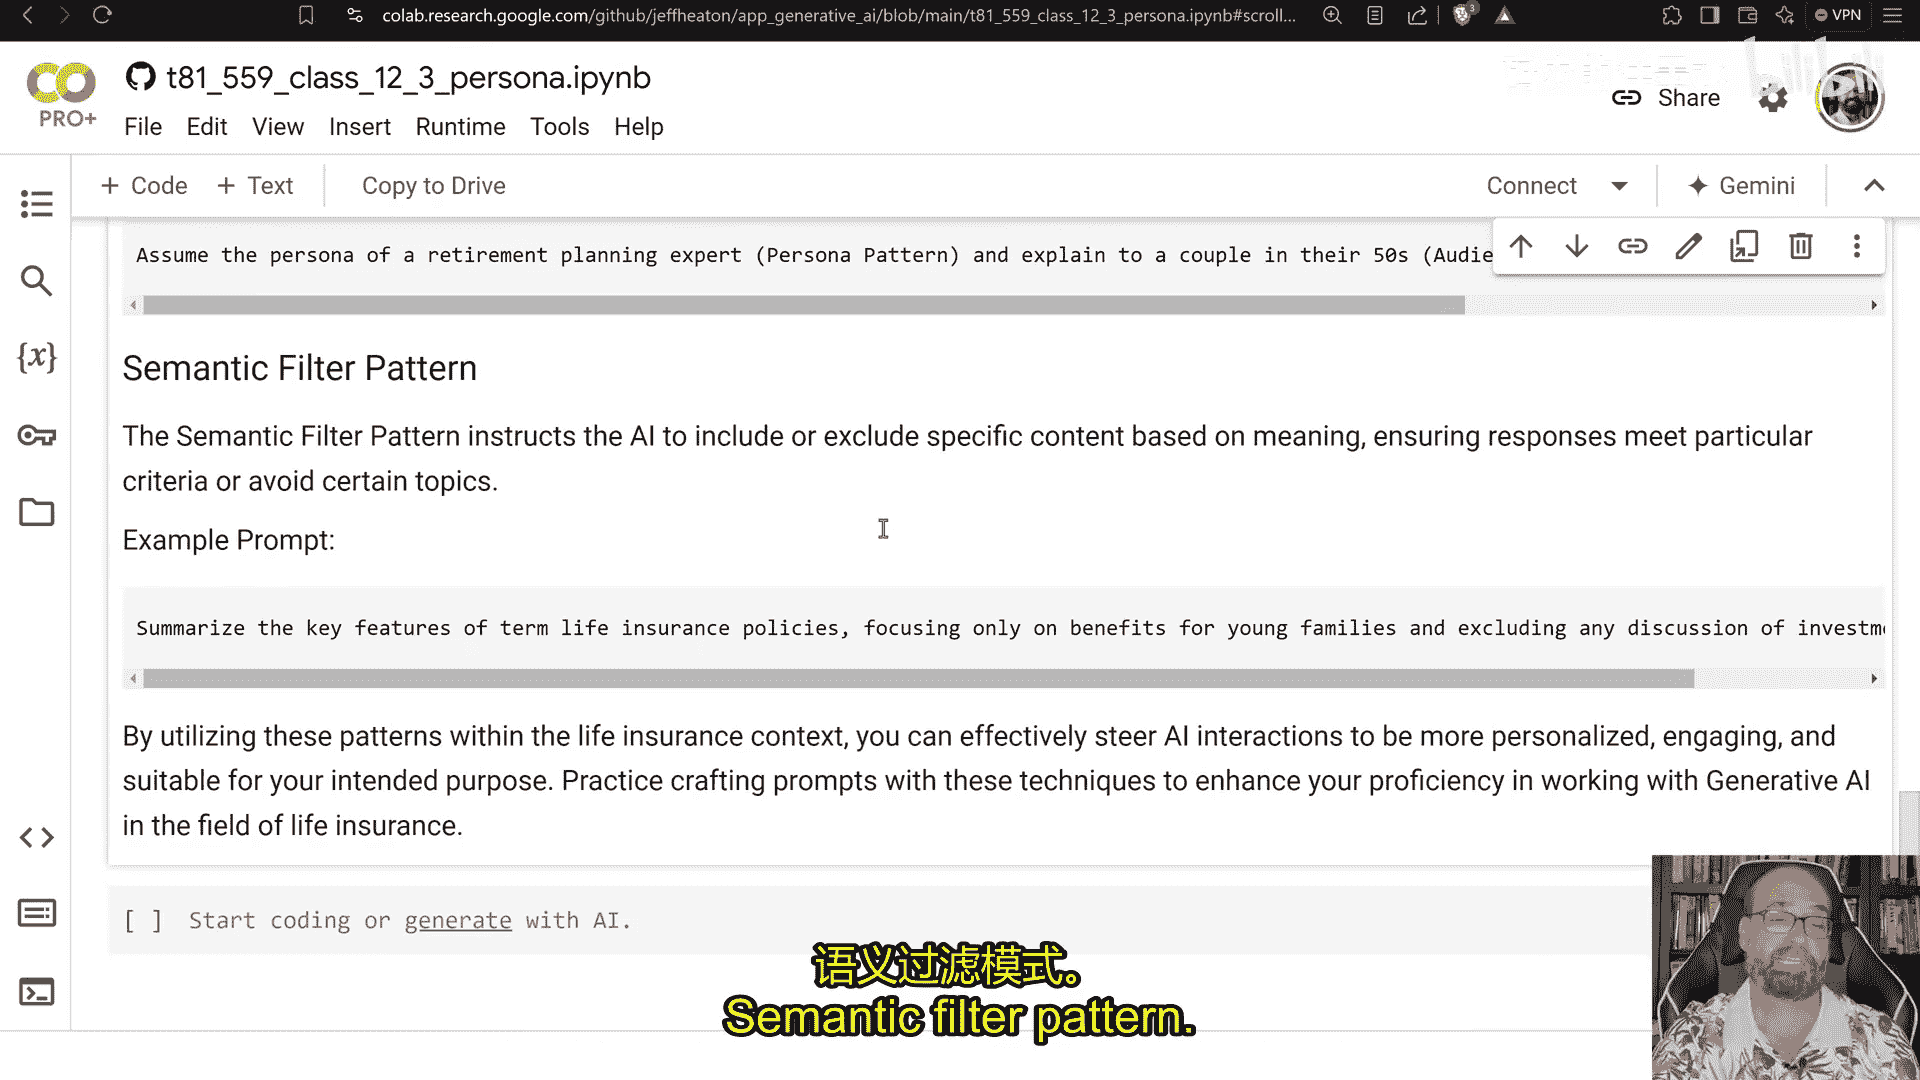 colab.research.google.com/github/jeffheaton/app_generative_ai/blob/main/t81_559_class_12_3_persona.ipynb#scroll...
3
VPN
t81_559_class_12_3_persona.ipynb
PRO+
File Edit View Insert Runtime Tools Help
Share
bilibili
+ Code + Text Copy to Drive
Connect
Gemini
Assume the persona of a retirement planning expert (Persona Pattern) and explain to a couple in their 50s (Audie
Semantic Filter Pattern
The Semantic Filter Pattern instructs the AI to include or exclude specific content based on meaning, ensuring responses meet particular
criteria or avoid certain topics.
Example Prompt:
Summarize the key features of term life insurance policies, focusing only on benefits for young families and excluding any discussion of investm
By utilizing these patterns within the life insurance context, you can effectively steer AI interactions to be more personalized, engaging, and
suitable for your intended purpose. Practice crafting prompts with these techniques to enhance your proficiency in working with Generative AI
in the field of life insurance.
[ ] Start coding or generate with AI.
语义过滤模式。
Semantic filter pattern.